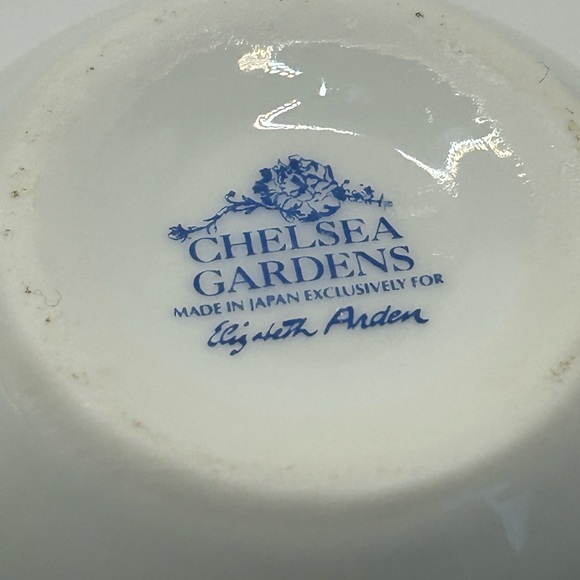 CHELSEA
GARDENS
MADE IN JAPAN EXCLUSIVELY FOR
Elizabeth Arden